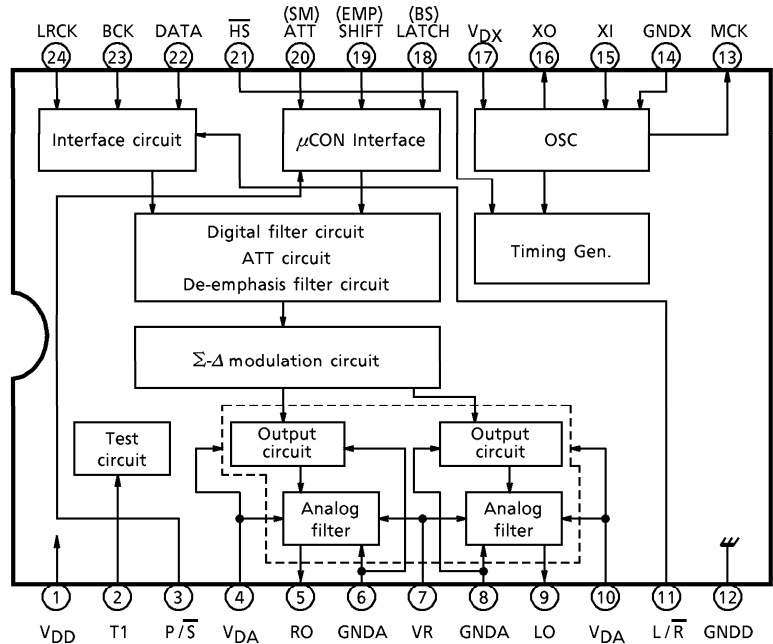 (SM) (EMP) (BS)
LRCK BCK DATA H̅S̅ ATT SHIFT LATCH VDX XO XI GNDX MCK
24 23 22 21 20 19 18 17 16 15 14 13
Interface circuit
μCON Interface
OSC
Digital filter circuit
ATT circuit
De-emphasis filter circuit
Timing Gen.
Σ-Δ modulation circuit
Test
circuit
Output
circuit
Output
circuit
Analog
filter
Analog
filter
1 2 3 4 5 6 7 8 9 10 11 12
VDD T1 P/S̅ VDA RO GNDA VR GNDA LO VDA L/R̅ GNDD